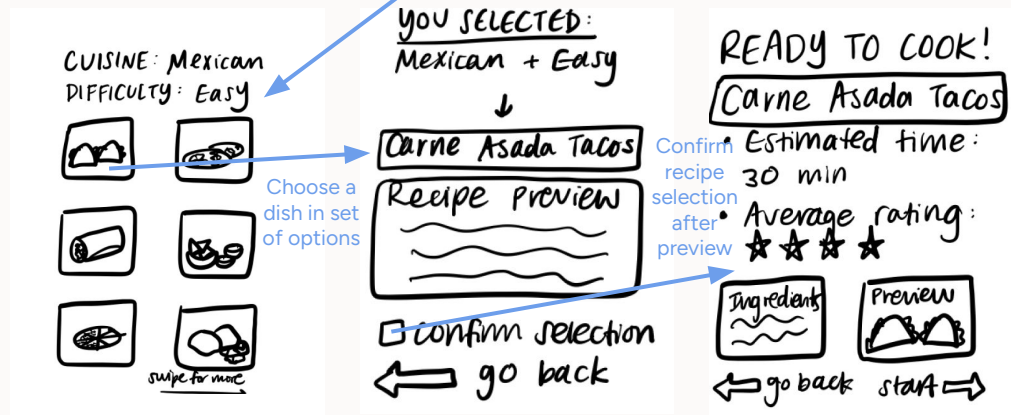 CUISINE: Mexican
DIFFICULTY: Easy
swipe for more
Choose a
dish in set
of options
YOU SELECTED:
Mexican + Easy
Carne Asada Tacos
Recipe Preview
confirm selection
go back
Confirm
recipe
selection
after
preview
READY TO COOK!
Carne Asada Tacos
• Estimated time:
30 min
• Average rating:
Ingredients
Preview
go back
start